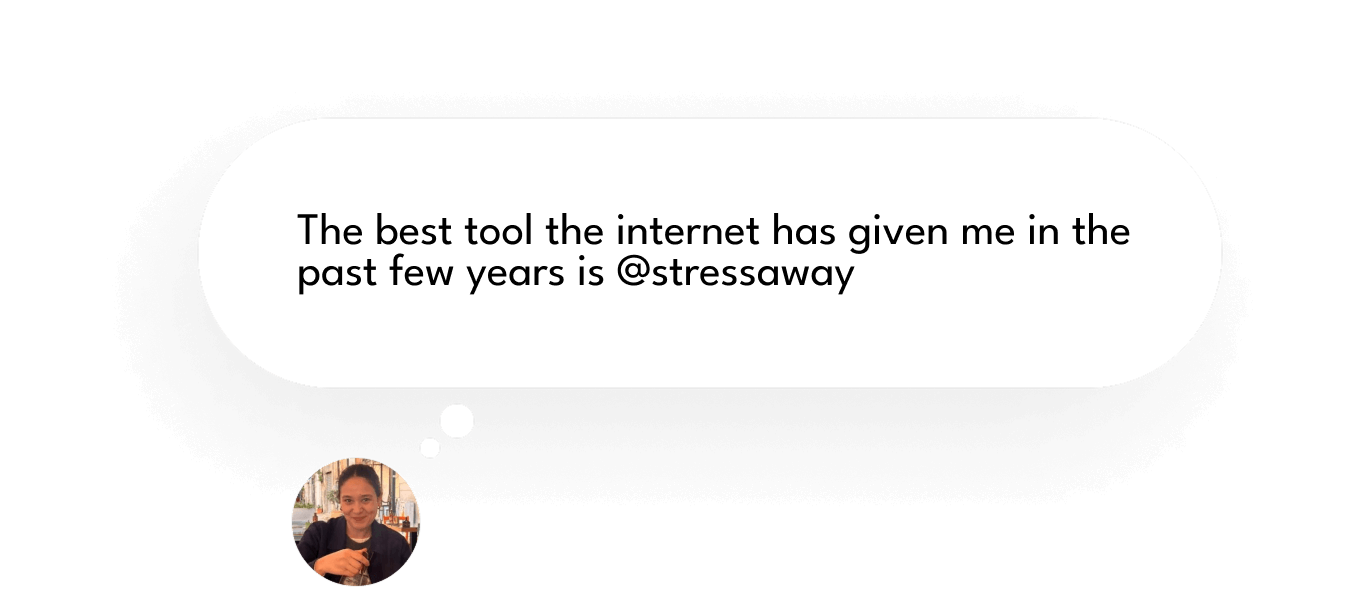 The best tool the internet has given me in the
past few years is @stressaway